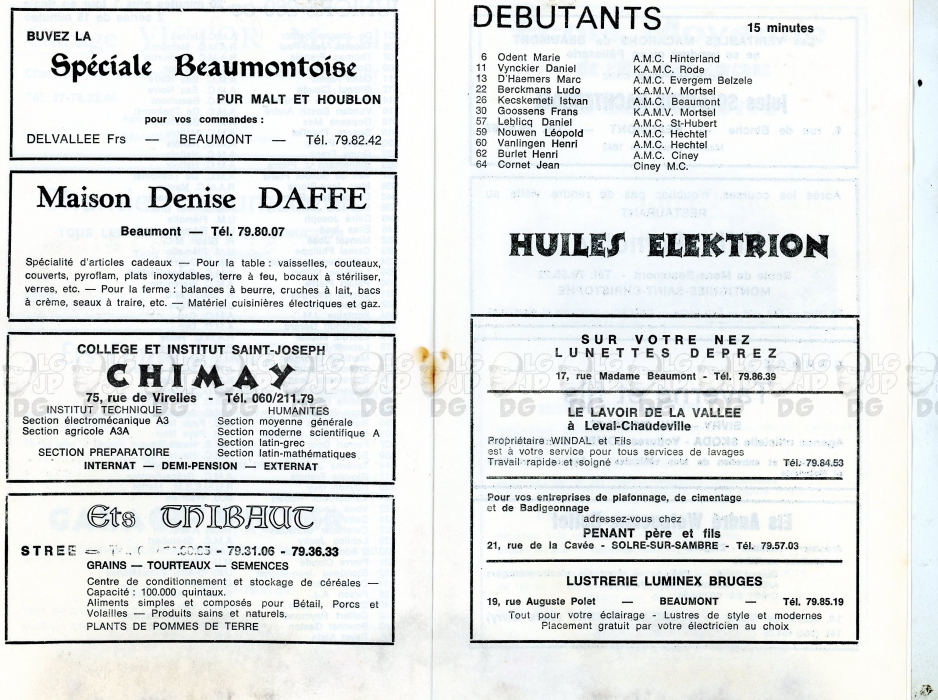 BUVEZ LA
Spéciale Beaumontoise
PUR MALT ET HOUBLON
pour vos commandes :
DELVALLEE Frs — BEAUMONT — Tél. 79.82.42
Maison Denise DAFFE
Beaumont — Tél. 79.80.07
Spécialité d'articles cadeaux — Pour la table : vaisselles, couteaux,
couverts, pyroflam, plats inoxydables, terre à feu, bocaux à stériliser,
verres, etc. — Pour la ferme : balances à beurre, cruches à lait, bacs
à crème, seaux à traire, etc. — Matériel cuisinières électriques et gaz.
COLLEGE ET INSTITUT SAINT-JOSEPH
CHIMAY
75, rue de Virelles - Tél. 060/211.79
INSTITUT TECHNIQUE
Section électromécanique A3
Section agricole A3A
SECTION PREPARATOIRE
HUMANITES
Section moyenne générale
Section moderne scientifique A
Section latin-grec
Section latin-mathématiques
INTERNAT — DEMI-PENSION — EXTERNAT
Ets THIBAUT
STREE - 79.31.06 - 79.36.33
GRAINS — TOURTEAUX — SEMENCES
Centre de conditionnement et stockage de céréales —
Capacité : 100.000 quintaux.
Aliments simples et composés pour Bétail, Porcs et
Volailles — Produits sains et naturels.
PLANTS DE POMMES DE TERRE
DEBUTANTS
15 minutes
6 Odent Marie A.M.C. Hinterland
11 Vynckier Daniel K.A.M.C. Rode
13 D'Haemers Marc A.M.C. Evergem Belzele
22 Berckmans Ludo K.A.M.V. Mortsel
26 Kecskemeti Istvan A.M.C. Beaumont
30 Goossens Frans K.A.M.V. Mortsel
57 Leblicq Daniel A.M.C. St-Hubert
59 Nouwen Léopold A.M.C. Hechtel
60 Vanlingen Henri A.M.C. Hechtel
62 Burlet Henri A.M.C. Ciney
64 Cornet Jean Ciney M.C.
HUILES ELEKTRION
SUR VOTRE NEZ
LUNETTES DEPREZ
17, rue Madame Beaumont - Tél. 79.86.39
LE LAVOIR DE LA VALLEE
à Leval-Chaudeville
Propriétaire WINDAL et Fils
est à votre service pour tous services de lavages
Travail rapide et soigné Tél. 79.84.53
Pour vos entreprises de plafonnage, de cimentage
et de Badigeonnage
adressez-vous chez
PENANT père et fils
21, rue de la Cavée - SOLRE-SUR-SAMBRE - Tél. 79.57.03
LUSTRERIE LUMINEX BRUGES
19, rue Auguste Polet — BEAUMONT — Tél. 79.85.19
Tout pour votre éclairage - Lustres de style et modernes
Placement gratuit par votre électricien au choix